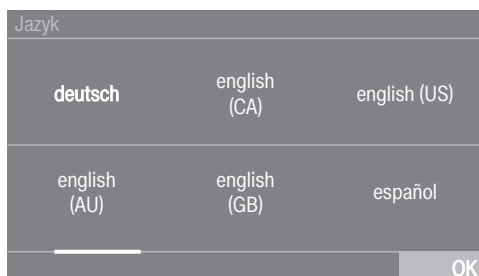 Jazyk
deutsch
english
(CA)
english (US)
english
(AU)
english
(GB)
español
OK